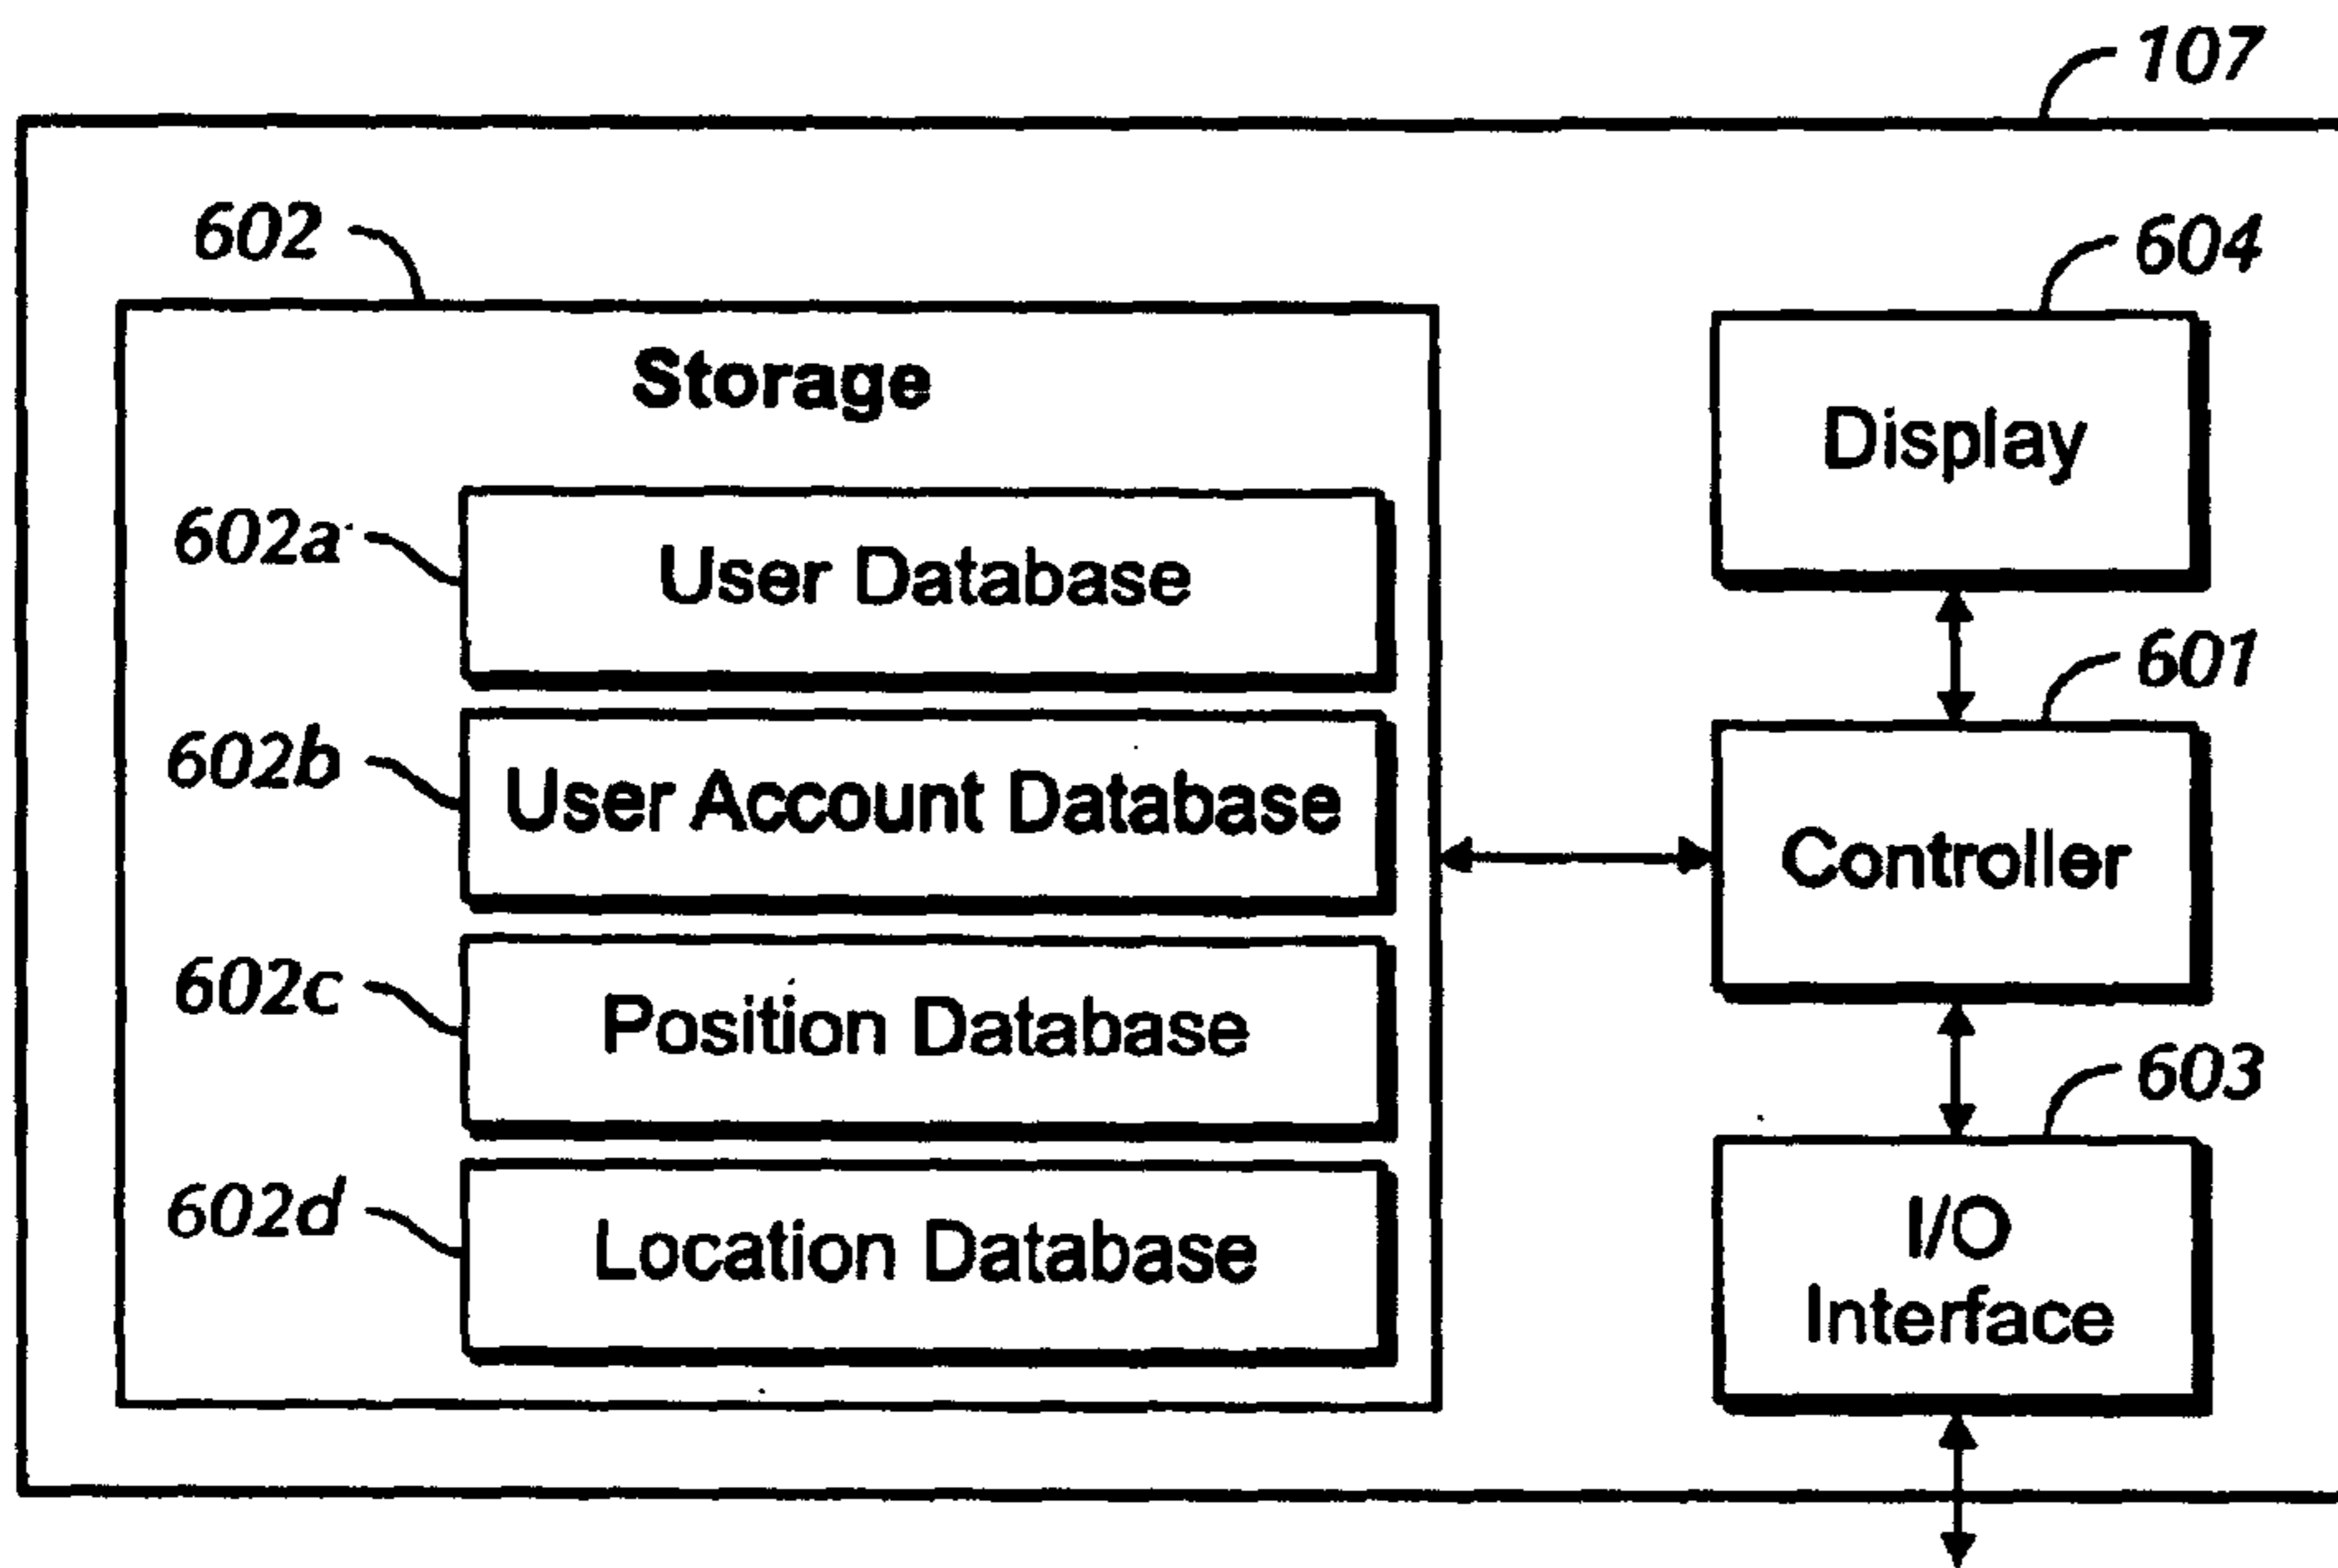 107
602
604
Storage
Display
602a
User Database
601
602b
User Account Database
Controller
602c
Position Database
603
602d
Location Database
I/O
Interface